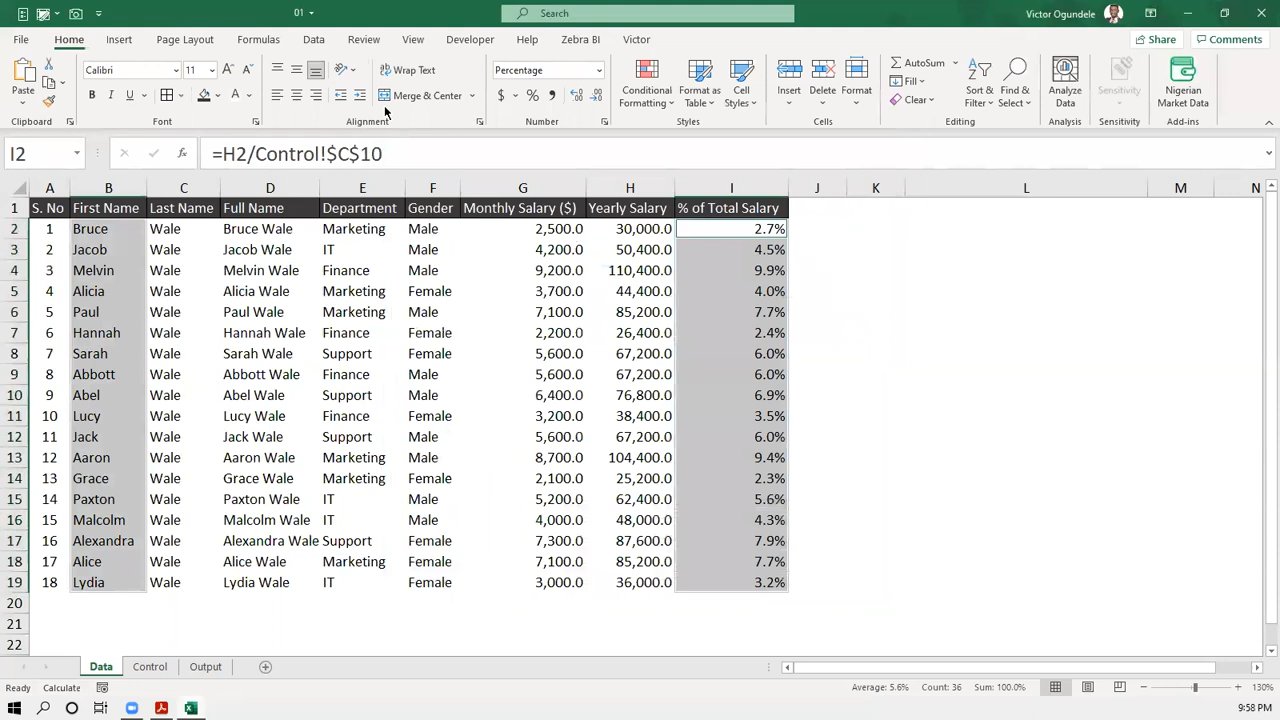 01
Search
Victor Ogundele
File Home Insert Page Layout Formulas Data Review View Developer Help Zebra BI Victor
Share Comments
Paste
Calibri 11
B I U
A
Wrap Text
Merge & Center
Percentage
$ % ,
Conditional Formatting
Format as Table
Cell Styles
Insert
Delete
Format
AutoSum
Fill
Clear
Sort & Filter
Find & Select
Analyze Data
Sensitivity
Nigerian Market Data
Clipboard Font Alignment Number Styles Cells Editing Analysis Sensitivity Add-ins
I2 fx =H2/Control!$C$10
A B C D E F G H I J K L M N
1 S. No First Name Last Name Full Name Department Gender Monthly Salary ($) Yearly Salary % of Total Salary
2 1 Bruce Wale Bruce Wale Marketing Male 2,500.0 30,000.0 2.7%
3 2 Jacob Wale Jacob Wale IT Male 4,200.0 50,400.0 4.5%
4 3 Melvin Wale Melvin Wale Finance Male 9,200.0 110,400.0 9.9%
5 4 Alicia Wale Alicia Wale Marketing Female 3,700.0 44,400.0 4.0%
6 5 Paul Wale Paul Wale Marketing Male 7,100.0 85,200.0 7.7%
7 6 Hannah Wale Hannah Wale Finance Female 2,200.0 26,400.0 2.4%
8 7 Sarah Wale Sarah Wale Support Female 5,600.0 67,200.0 6.0%
9 8 Abbott Wale Abbott Wale Finance Male 5,600.0 67,200.0 6.0%
10 9 Abel Wale Abel Wale Support Male 6,400.0 76,800.0 6.9%
11 10 Lucy Wale Lucy Wale Finance Female 3,200.0 38,400.0 3.5%
12 11 Jack Wale Jack Wale Support Male 5,600.0 67,200.0 6.0%
13 12 Aaron Wale Aaron Wale Marketing Male 8,700.0 104,400.0 9.4%
14 13 Grace Wale Grace Wale Marketing Female 2,100.0 25,200.0 2.3%
15 14 Paxton Wale Paxton Wale IT Male 5,200.0 62,400.0 5.6%
16 15 Malcolm Wale Malcolm Wale IT Male 4,000.0 48,000.0 4.3%
17 16 Alexandra Wale Alexandra Wale Support Female 7,300.0 87,600.0 7.9%
18 17 Alice Wale Alice Wale Marketing Female 7,100.0 85,200.0 7.7%
19 18 Lydia Wale Lydia Wale IT Female 3,000.0 36,000.0 3.2%
20
21
22
Data Control Output
Ready Calculate Average: 5.6% Count: 36 Sum: 100.0% 130%
9:58 PM